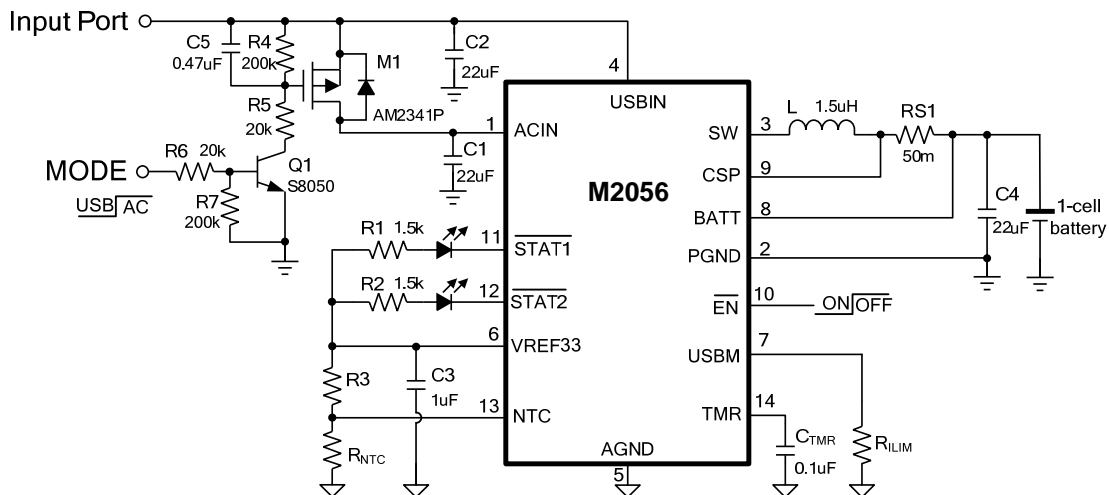 Input Port
C5
0.47uF
R4
200k
M1
AM2341P
C2
22uF
R5
20k
MODE
USB AC
R6 20k
R7
200k
Q1
S8050
C1
22uF
M2056
4
USBIN
1
ACIN
11
STAT1
12
STAT2
6
VREF33
13
NTC
AGND
5
SW
3
CSP
9
BATT
8
PGND
2
EN
10
USBM
7
TMR
14
L 1.5uH
RS1
50m
C4
22uF
1-cell
battery
ON OFF
R1 1.5k
R2 1.5k
R3
C3
1uF
RNTC
CTMR
0.1uF
RILIM